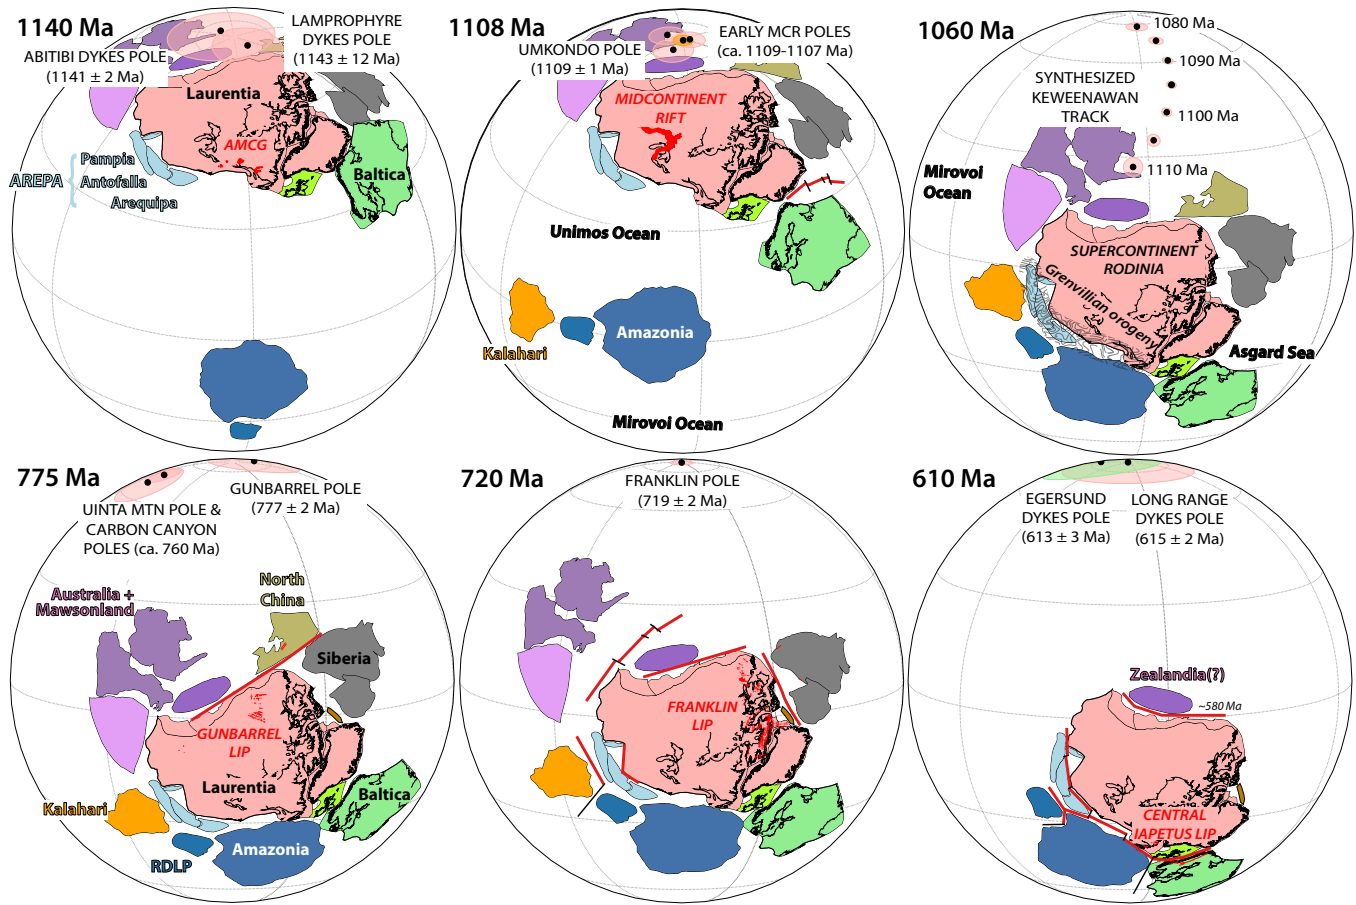 1140 Ma
ABITIBI DYKES POLE
(1141 ± 2 Ma)
LAMPROPHYRE
DYKES POLE
(1143 ± 12 Ma)
Laurentia
AMCG
AREPA
Pampia
Antofalla
Arequipa
Baltica
1108 Ma
UMKONDO POLE
(1109 ± 1 Ma)
EARLY MCR POLES
(ca. 1109-1107 Ma)
MIDCONTINENT
RIFT
Unimos Ocean
Kalahari
Amazonia
Mirovoi Ocean
1060 Ma
1080 Ma
1090 Ma
SYNTHESIZED
KEWEENAWAN
TRACK
1100 Ma
1110 Ma
Mirovoi
Ocean
SUPERCONTINENT
RODINIA
Grenvillian orogeny
Asgard Sea
775 Ma
UINTA MTN POLE &
CARBON CANYON
POLES (ca. 760 Ma)
GUNBARREL POLE
(777 ± 2 Ma)
Australia +
Mawsonland
North
China
Siberia
GUNBARREL
LIP
Laurentia
Baltica
Kalahari
RDLP
Amazonia
720 Ma
FRANKLIN POLE
(719 ± 2 Ma)
FRANKLIN
LIP
610 Ma
EGERSUND
DYKES POLE
(613 ± 3 Ma)
LONG RANGE
DYKES POLE
(615 ± 2 Ma)
Zealandia(?)
~580 Ma
CENTRAL
IAPETUS LIP